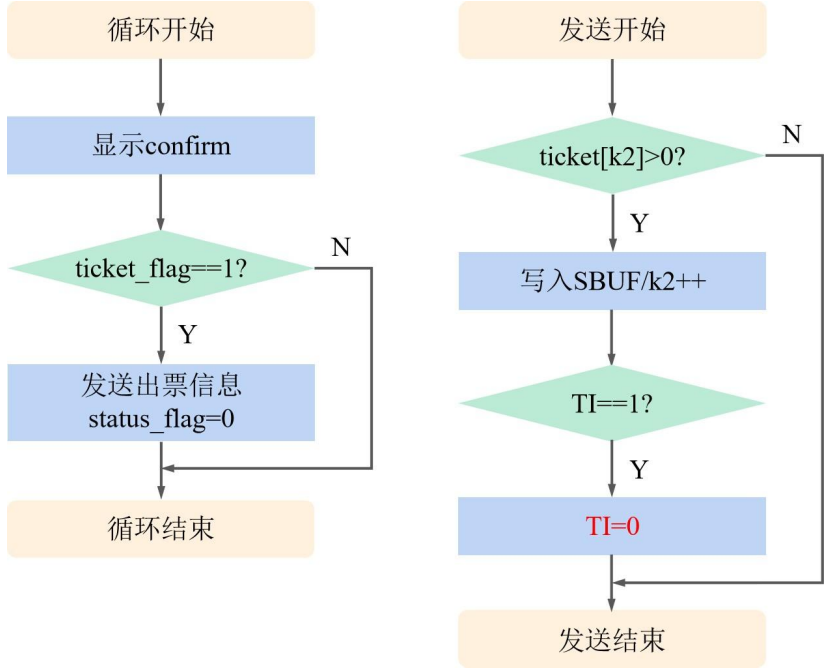 循环开始
显示confirm
ticket_flag==1?
N
Y
发送出票信息
status_flag=0
循环结束
发送开始
ticket[k2]>0?
N
Y
写入SBUF/k2++
TI==1?
Y
TI=0
发送结束